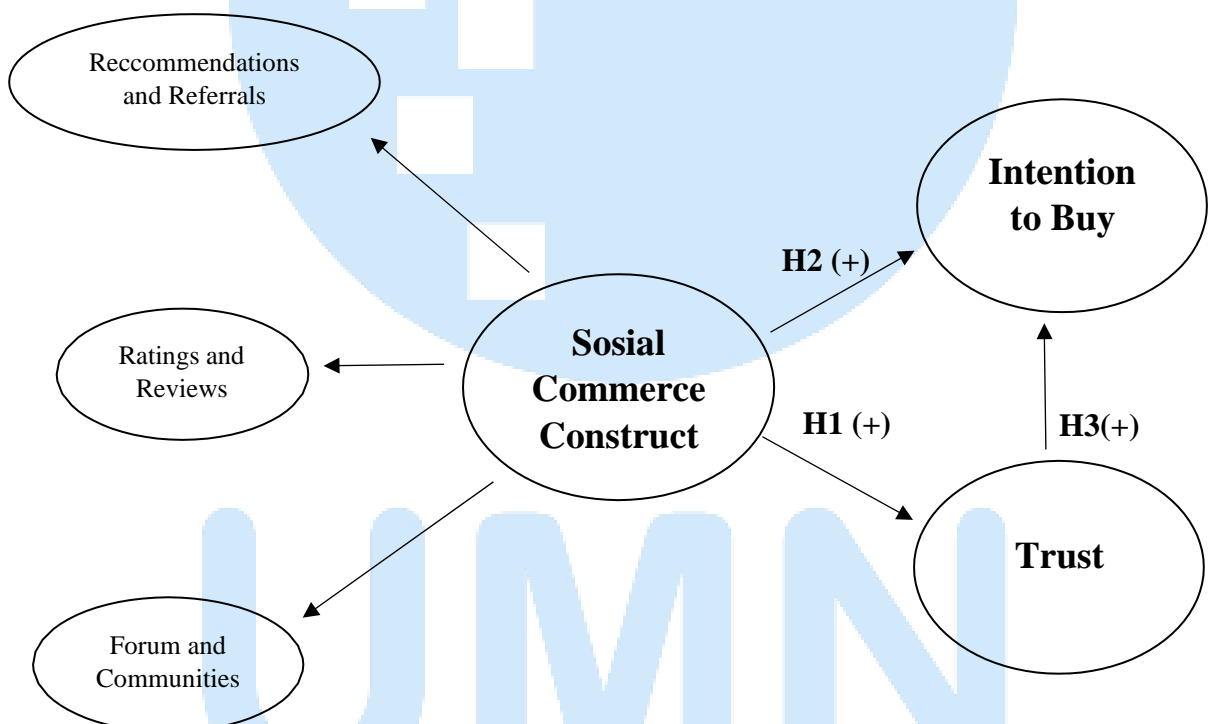 Reccommendations
and Referrals
Intention
to Buy
H2 (+)
Sosial
Commerce
Construct
Ratings and
Reviews
H1 (+)
H3(+)
Trust
Forum and
Communities
UMN